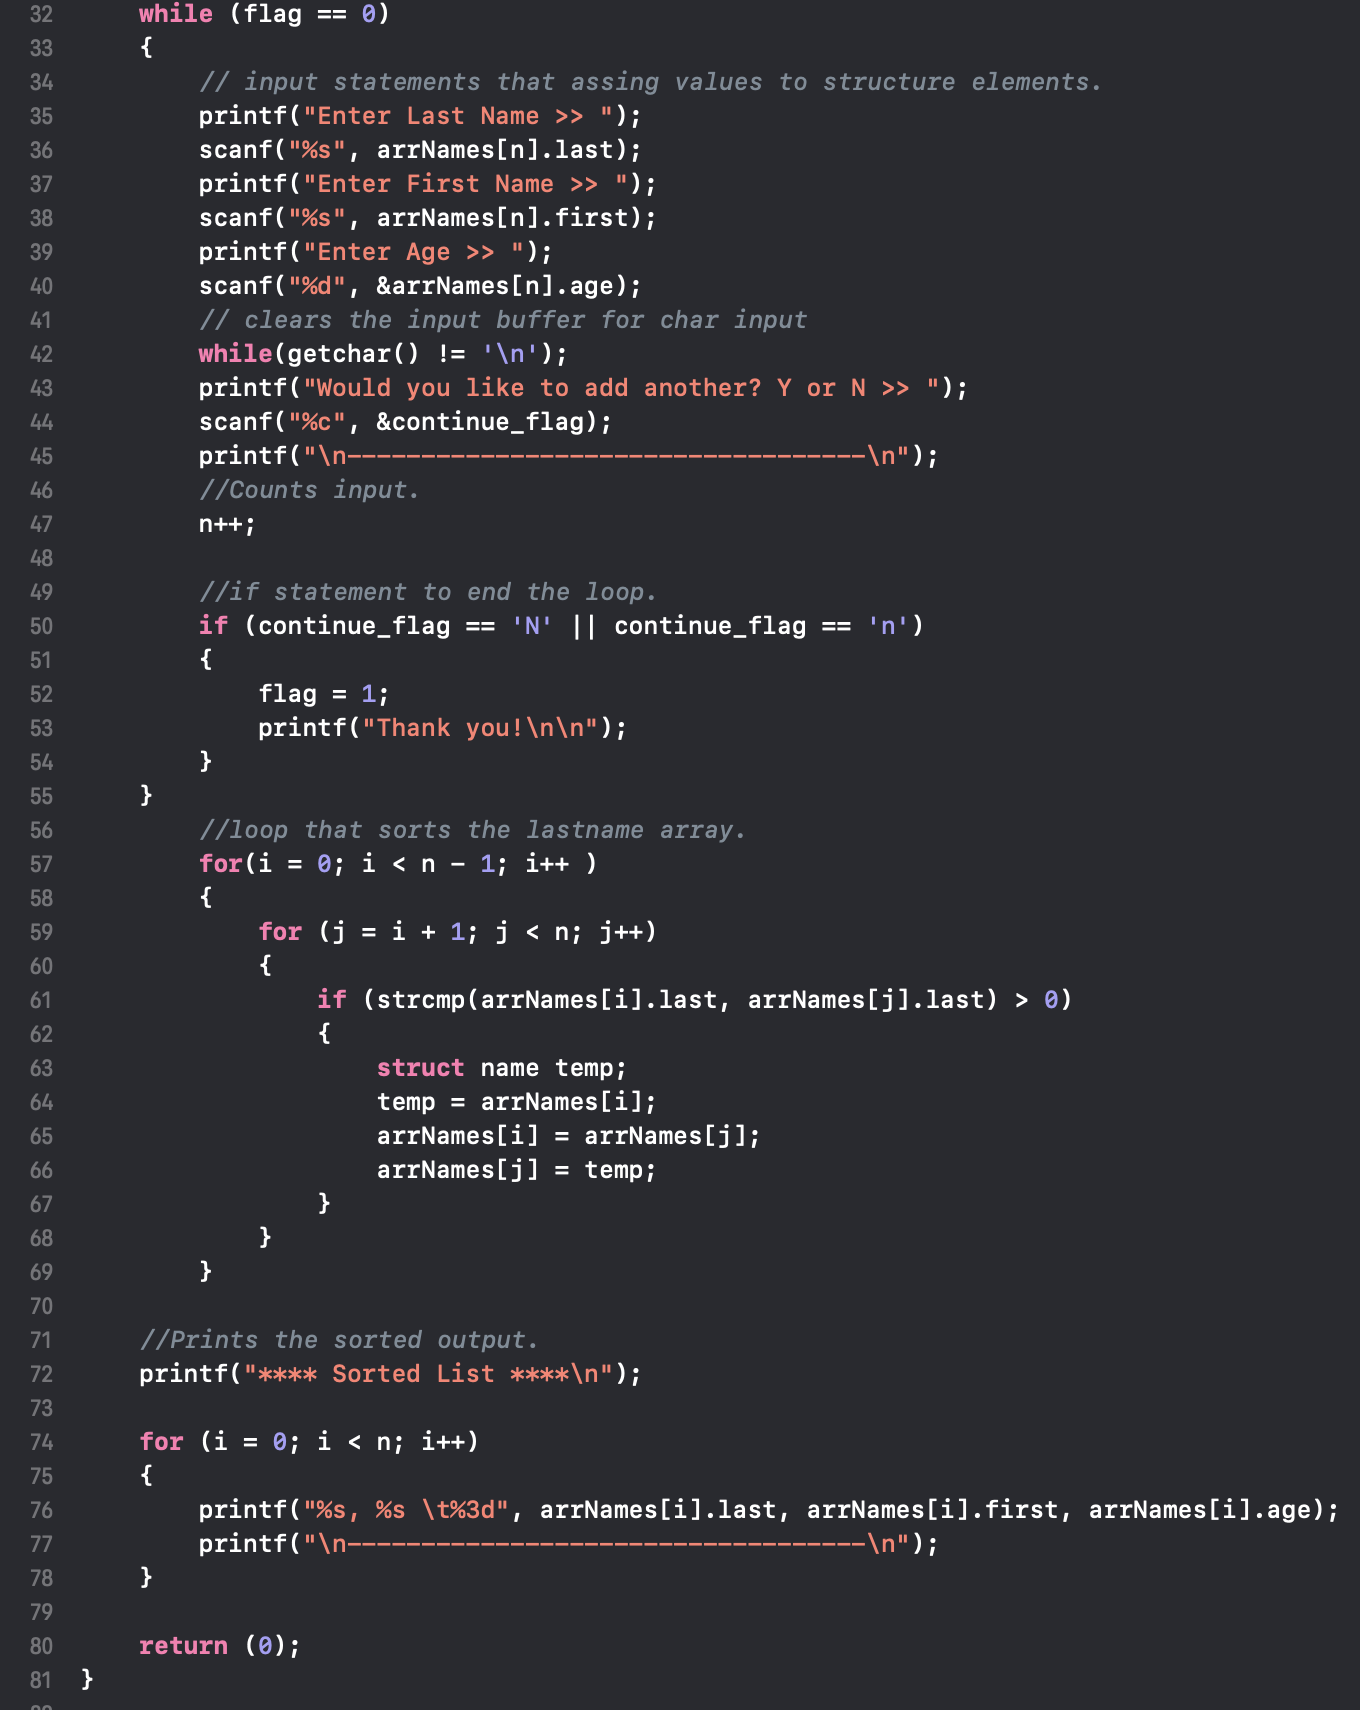 32 while (flag == 0)
33 {
34 // input statements that assing values to structure elements.
35 printf("Enter Last Name >> ");
36 scanf("%s", arrNames[n].last);
37 printf("Enter First Name >> ");
38 scanf("%s", arrNames[n].first);
39 printf("Enter Age >> ");
40 scanf("%d", &arrNames[n].age);
41 // clears the input buffer for char input
42 while(getchar() != '\n');
43 printf("Would you like to add another? Y or N >> ");
44 scanf("%c", &continue_flag);
45 printf("\n-----------------------------------\n");
46 //Counts input.
47 n++;
48
49 //if statement to end the loop.
50 if (continue_flag == 'N' || continue_flag == 'n')
51 {
52 flag = 1;
53 printf("Thank you!\n\n");
54 }
55 }
56 //loop that sorts the lastname array.
57 for(i = 0; i < n - 1; i++ )
58 {
59 for (j = i + 1; j < n; j++)
60 {
61 if (strcmp(arrNames[i].last, arrNames[j].last) > 0)
62 {
63 struct name temp;
64 temp = arrNames[i];
65 arrNames[i] = arrNames[j];
66 arrNames[j] = temp;
67 }
68 }
69 }
70
71 //Prints the sorted output.
72 printf("**** Sorted List ****\n");
73
74 for (i = 0; i < n; i++)
75 {
76 printf("%s, %s \t%3d", arrNames[i].last, arrNames[i].first, arrNames[i].age);
77 printf("\n-----------------------------------\n");
78 }
79
80 return (0);
81 }